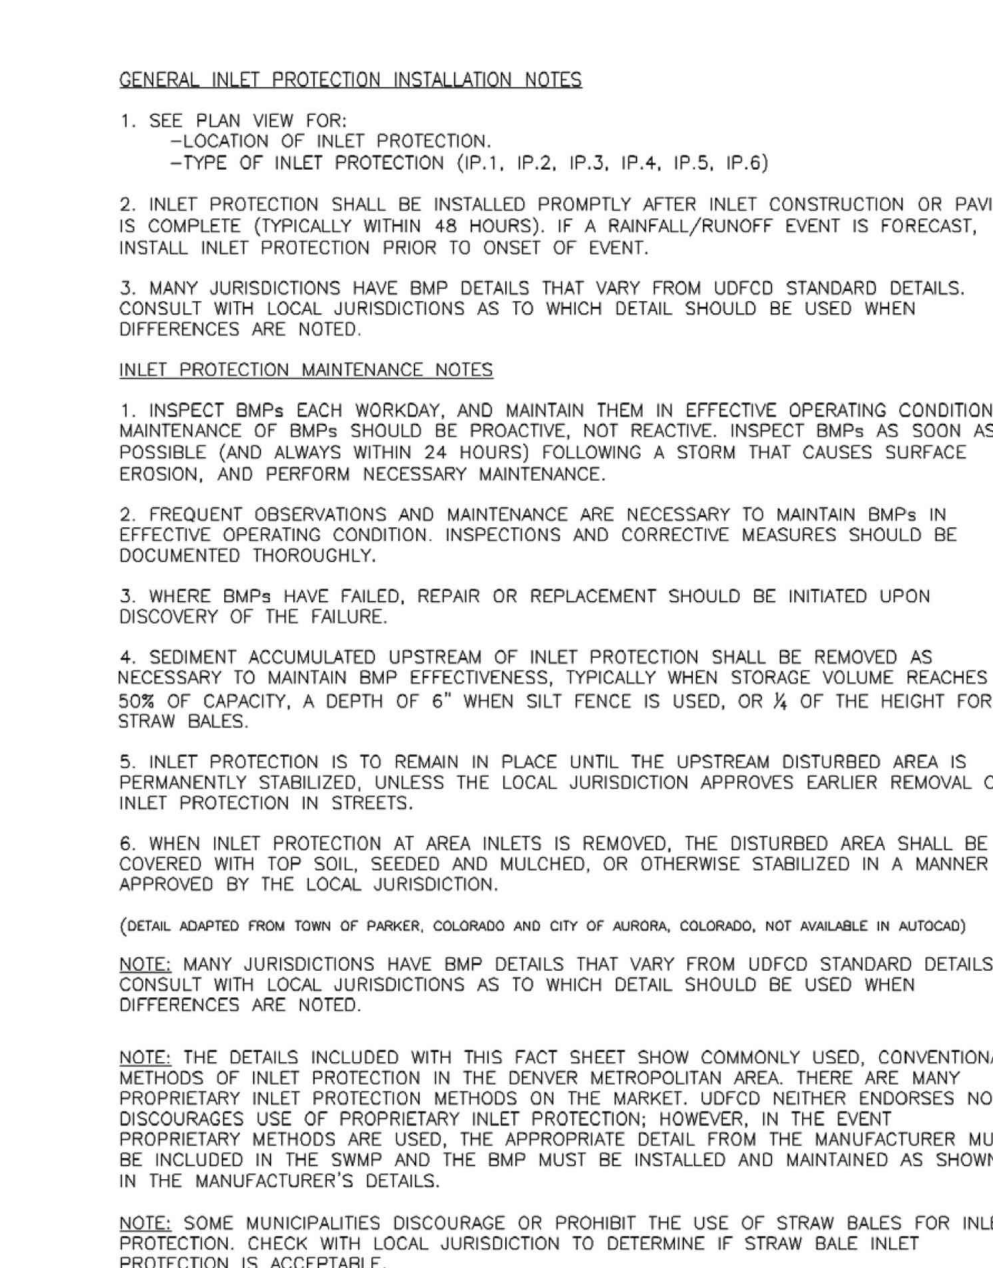 GENERAL INLET PROTECTION INSTALLATION NOTES
1. SEE PLAN VIEW FOR:
-LOCATION OF INLET PROTECTION.
-TYPE OF INLET PROTECTION (IP.1, IP.2, IP.3, IP.4, IP.5, IP.6)
2. INLET PROTECTION SHALL BE INSTALLED PROMPTLY AFTER INLET CONSTRUCTION OR PAVI
IS COMPLETE (TYPICALLY WITHIN 48 HOURS). IF A RAINFALL/RUNOFF EVENT IS FORECAST,
INSTALL INLET PROTECTION PRIOR TO ONSET OF EVENT.
3. MANY JURISDICTIONS HAVE BMP DETAILS THAT VARY FROM UDFCD STANDARD DETAILS.
CONSULT WITH LOCAL JURISDICTIONS AS TO WHICH DETAIL SHOULD BE USED WHEN
DIFFERENCES ARE NOTED.
INLET PROTECTION MAINTENANCE NOTES
1. INSPECT BMPs EACH WORKDAY, AND MAINTAIN THEM IN EFFECTIVE OPERATING CONDITION
MAINTENANCE OF BMPs SHOULD BE PROACTIVE, NOT REACTIVE. INSPECT BMPs AS SOON AS
POSSIBLE (AND ALWAYS WITHIN 24 HOURS) FOLLOWING A STORM THAT CAUSES SURFACE
EROSION, AND PERFORM NECESSARY MAINTENANCE.
2. FREQUENT OBSERVATIONS AND MAINTENANCE ARE NECESSARY TO MAINTAIN BMPs IN
EFFECTIVE OPERATING CONDITION. INSPECTIONS AND CORRECTIVE MEASURES SHOULD BE
DOCUMENTED THOROUGHLY.
3. WHERE BMPs HAVE FAILED, REPAIR OR REPLACEMENT SHOULD BE INITIATED UPON
DISCOVERY OF THE FAILURE.
4. SEDIMENT ACCUMULATED UPSTREAM OF INLET PROTECTION SHALL BE REMOVED AS
NECESSARY TO MAINTAIN BMP EFFECTIVENESS, TYPICALLY WHEN STORAGE VOLUME REACHES
50% OF CAPACITY, A DEPTH OF 6" WHEN SILT FENCE IS USED, OR ¼ OF THE HEIGHT FOR
STRAW BALES.
5. INLET PROTECTION IS TO REMAIN IN PLACE UNTIL THE UPSTREAM DISTURBED AREA IS
PERMANENTLY STABILIZED, UNLESS THE LOCAL JURISDICTION APPROVES EARLIER REMOVAL
INLET PROTECTION IN STREETS.
6. WHEN INLET PROTECTION AT AREA INLETS IS REMOVED, THE DISTURBED AREA SHALL BE
COVERED WITH TOP SOIL, SEEDED AND MULCHED, OR OTHERWISE STABILIZED IN A MANNER
APPROVED BY THE LOCAL JURISDICTION.
(DETAIL ADAPTED FROM TOWN OF PARKER, COLORADO AND CITY OF AURORA, COLORADO, NOT AVAILABLE IN AUTOCAD)
NOTE: MANY JURISDICTIONS HAVE BMP DETAILS THAT VARY FROM UDFCD STANDARD DETAILS
CONSULT WITH LOCAL JURISDICTIONS AS TO WHICH DETAIL SHOULD BE USED WHEN
DIFFERENCES ARE NOTED.
NOTE: THE DETAILS INCLUDED WITH THIS FACT SHEET SHOW COMMONLY USED, CONVENTION
METHODS OF INLET PROTECTION IN THE DENVER METROPOLITAN AREA. THERE ARE MANY
PROPRIETARY INLET PROTECTION METHODS ON THE MARKET. UDFCD NEITHER ENDORSES NO
DISCOURAGES USE OF PROPRIETARY INLET PROTECTION; HOWEVER, IN THE EVENT
PROPRIETARY METHODS ARE USED, THE APPROPRIATE DETAIL FROM THE MANUFACTURER MU
BE INCLUDED IN THE SWMP AND THE BMP MUST BE INSTALLED AND MAINTAINED AS SHOWN
IN THE MANUFACTURER'S DETAILS.
NOTE: SOME MUNICIPALITIES DISCOURAGE OR PROHIBIT THE USE OF STRAW BALES FOR INL
PROTECTION. CHECK WITH LOCAL JURISDICTION TO DETERMINE IF STRAW BALE INLET
PROTECTION IS ACCEPTABLE.